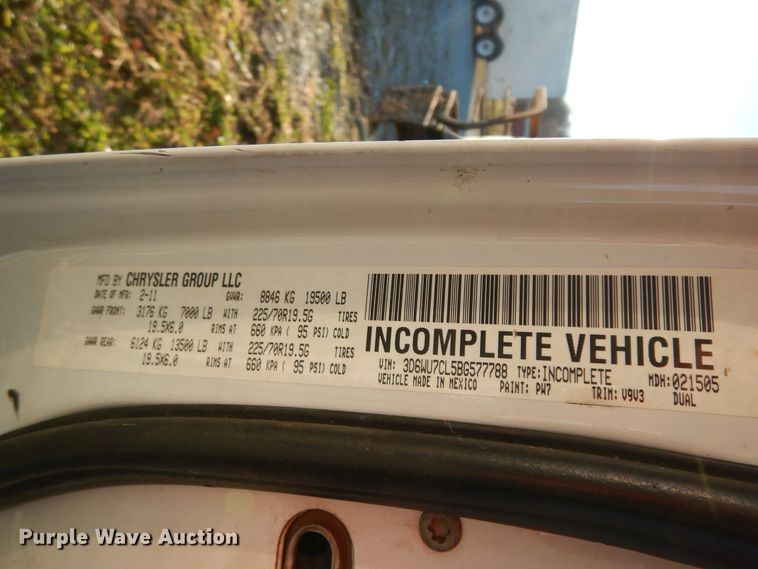 MFD BY CHRYSLER GROUP LLC
DATE OF MFR: 2-11 GVWR: 8846 KG 19500 LB
GAWR FRONT: 3176 KG 7000 LB WITH 225/70R19.5G TIRES
19.5X6.0 RIMS AT 660 KPA ( 95 PSI) COLD
GAWR REAR: 6124 KG 13500 LB WITH 225/70R19.5G TIRES
19.5X6.0 RIMS AT 660 KPA ( 95 PSI) COLD
INCOMPLETE VEHICLE
VIN: 3D6WU7CL5BG577788 TYPE: INCOMPLETE MDH: 021505
VEHICLE MADE IN MEXICO PAINT: PW7 TRIM: V9V3 DUAL
Purple Wave Auction